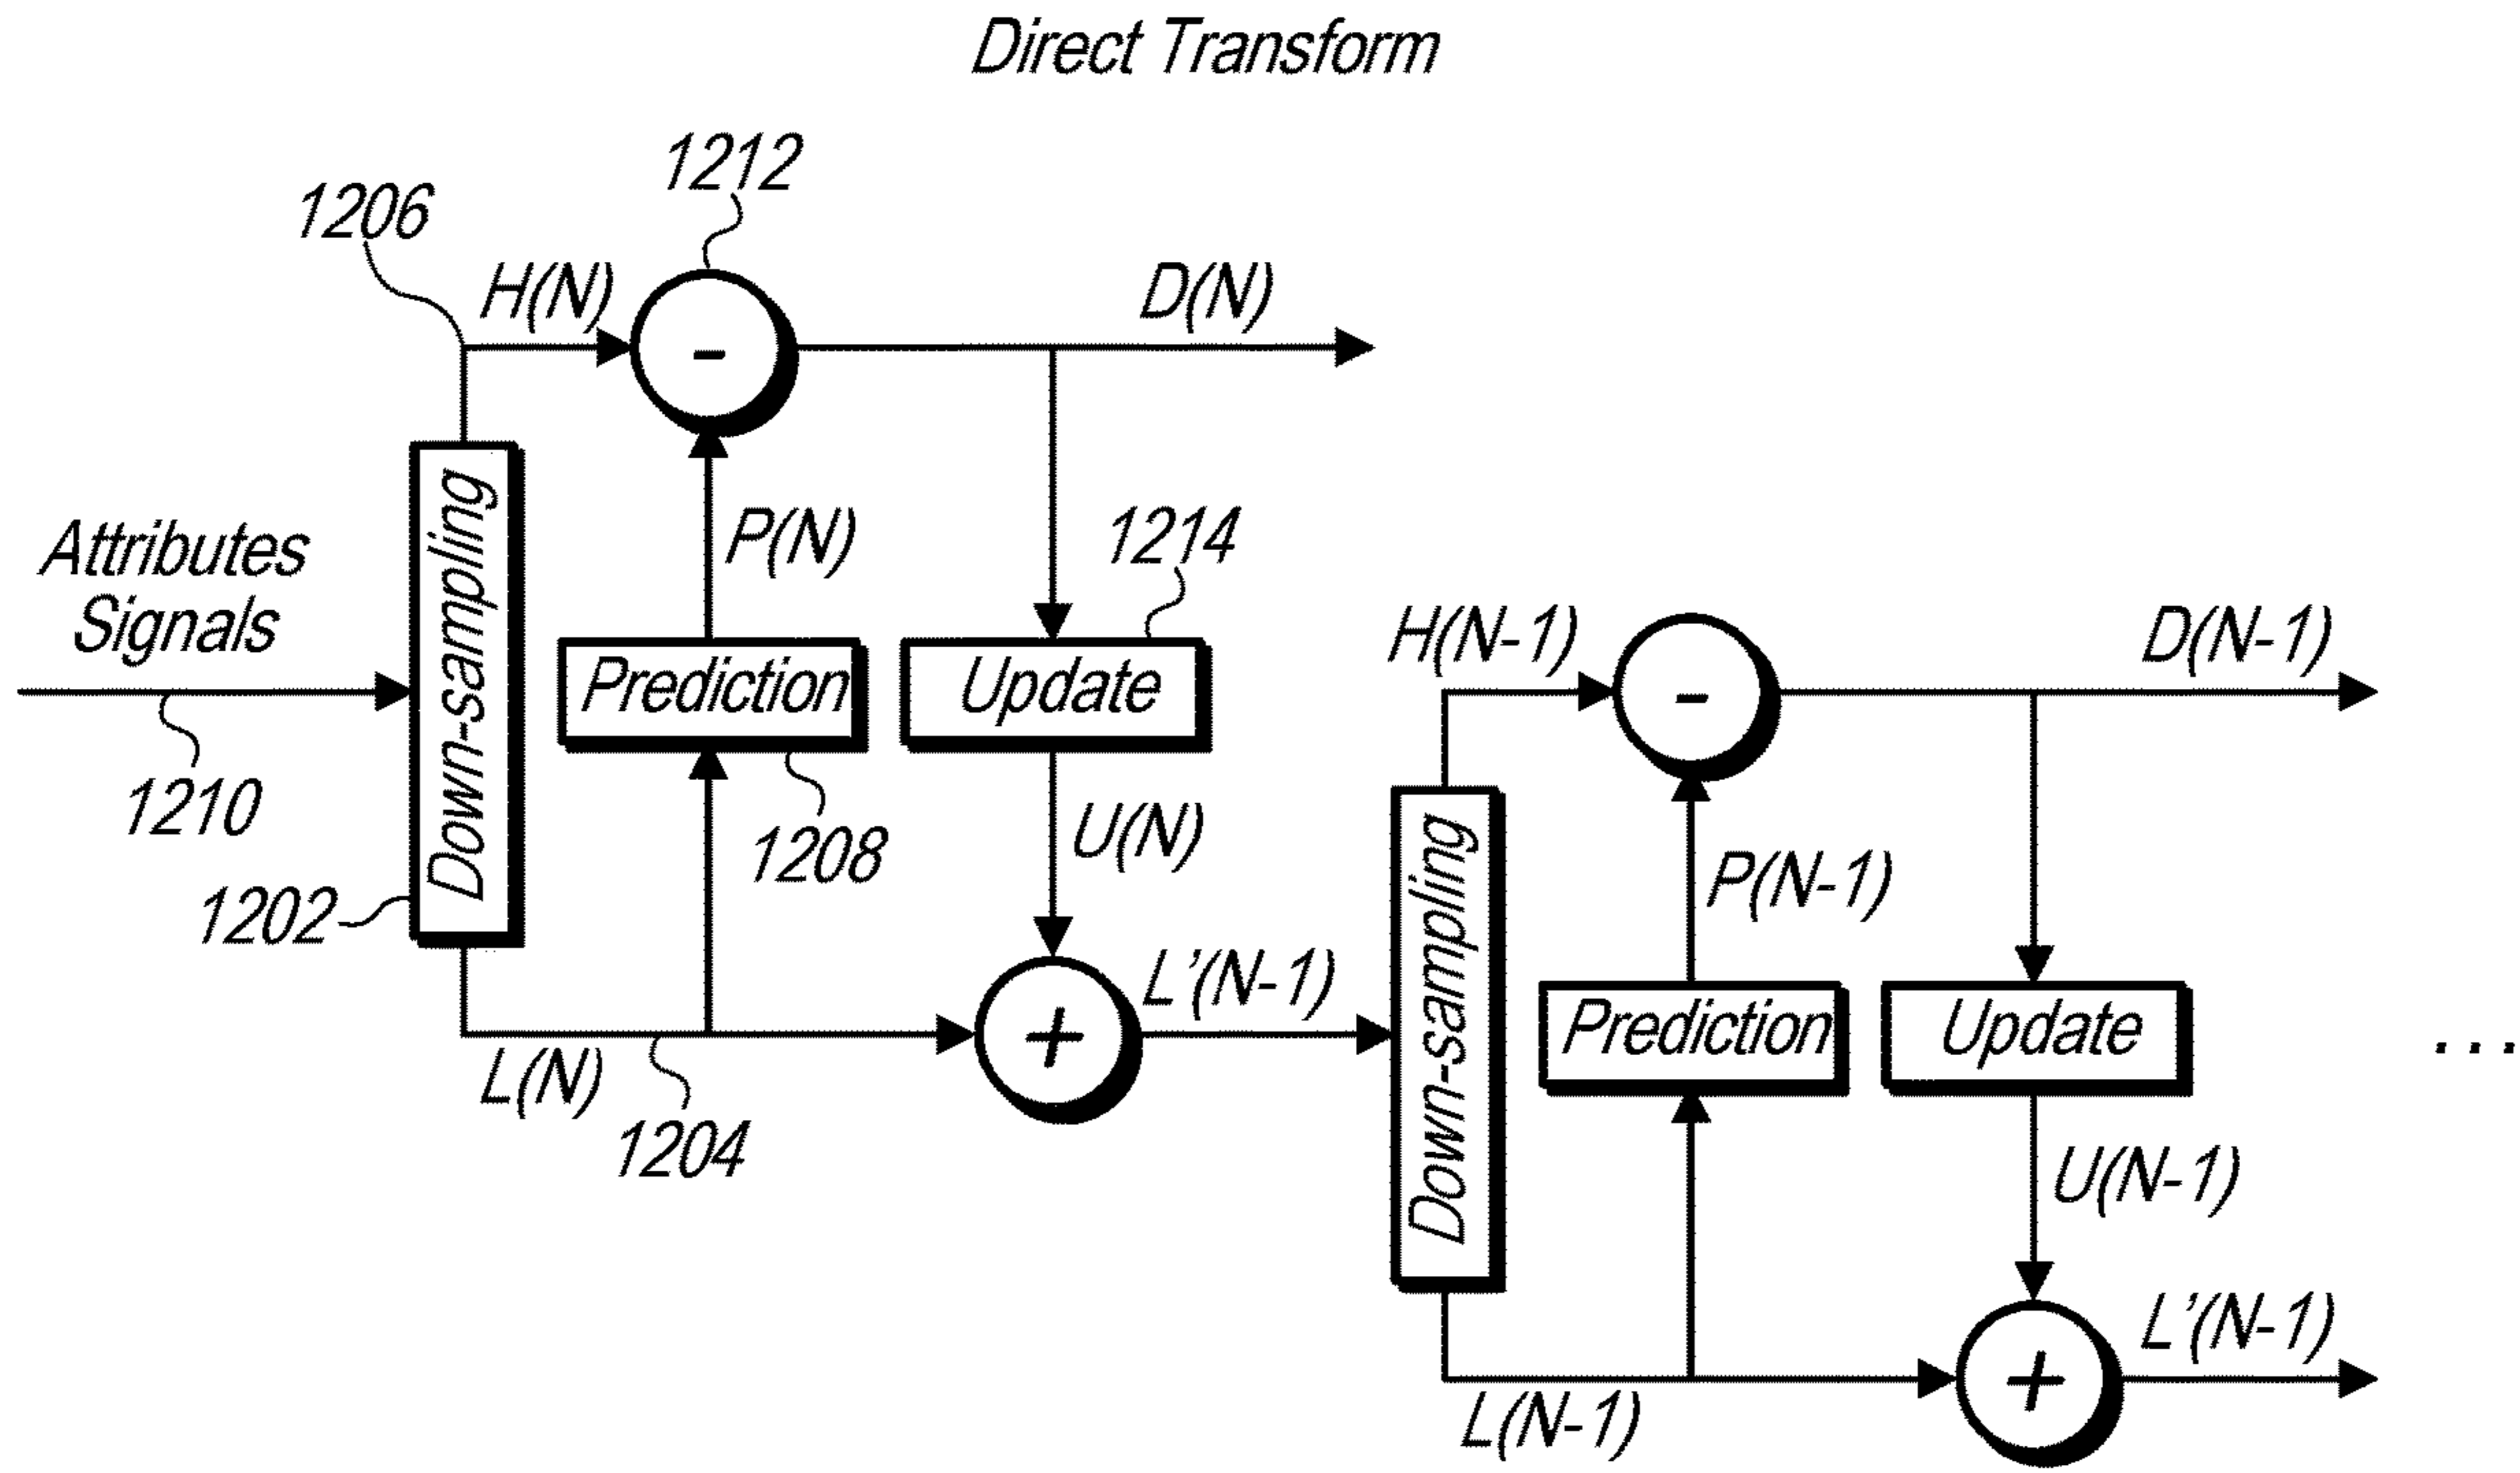 Direct Transform
1212
1206
H(N)
-
D(N)
Down-sampling
P(N)
1214
Attributes
Signals
Prediction
Update
1210
1208
U(N)
1202
L'(N-1)
+
L(N)
1204
H(N-1)
-
D(N-1)
Down-sampling
P(N-1)
Prediction
Update
...
U(N-1)
L'(N-1)
+
L(N-1)